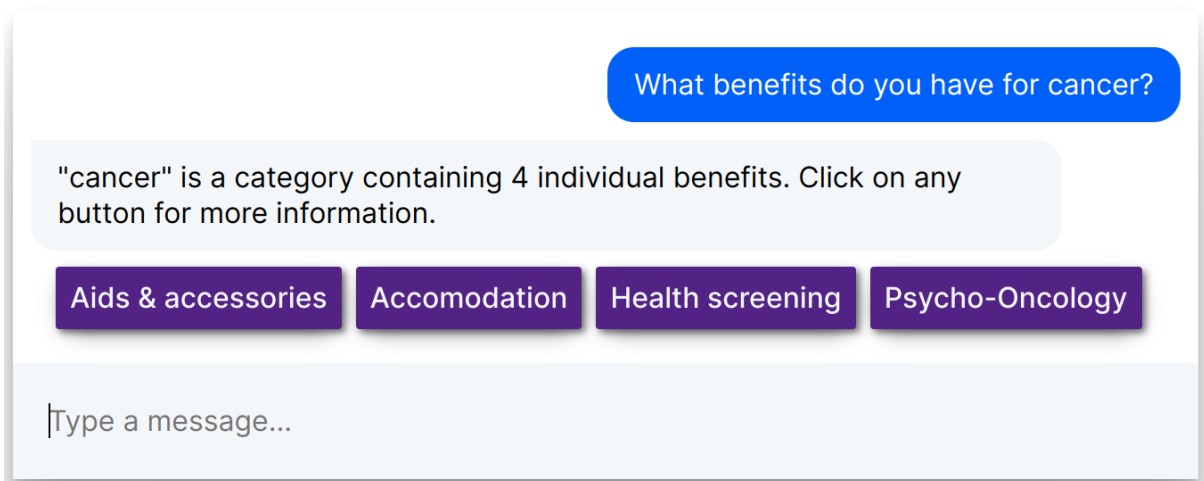 What benefits do you have for cancer?
"cancer" is a category containing 4 individual benefits. Click on any
button for more information.
Aids & accessories Accomodation Health screening Psycho-Oncology
Type a message...